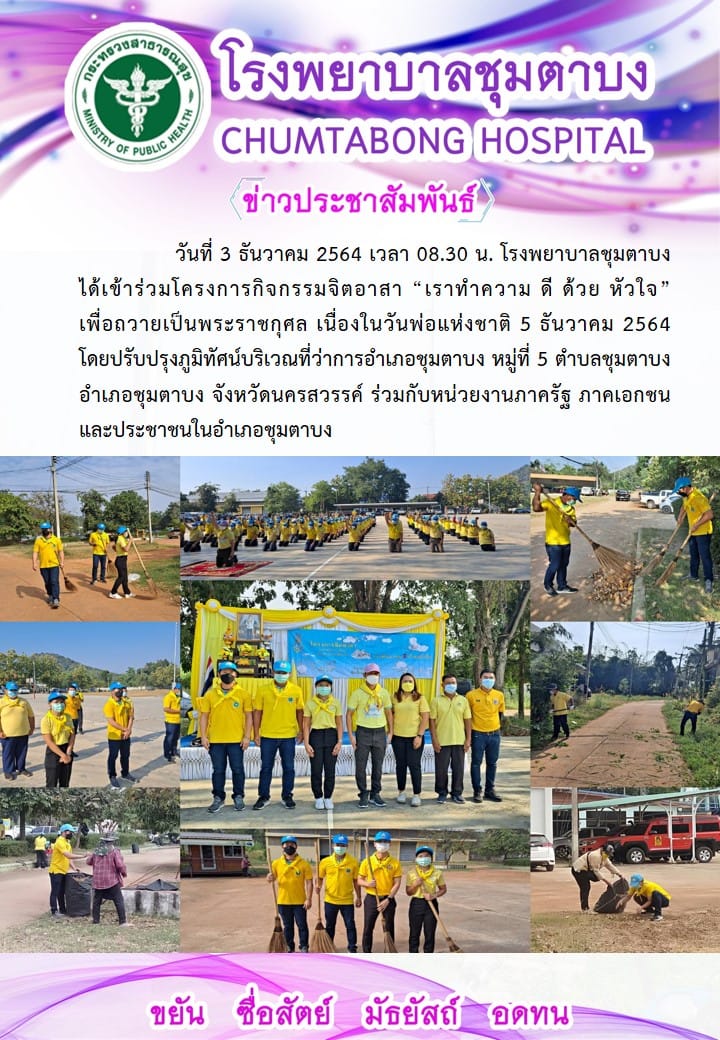 กระทรวงสาธารณสุข
MINISTRY OF PUBLIC HEALTH
โรงพยาบาลชุมตาบง
CHUMTABONG HOSPITAL
ข่าวประชาสัมพันธ์
วันที่ 3 ธันวาคม 2564 เวลา 08.30 น. โรงพยาบาลชุมตาบง
ได้เข้าร่วมโครงการกิจกรรมจิตอาสา “เราทำความ ดี ด้วย หัวใจ”
เพื่อถวายเป็นพระราชกุศล เนื่องในวันพ่อแห่งชาติ 5 ธันวาคม 2564
โดยปรับปรุงภูมิทัศน์บริเวณที่ว่าการอำเภอชุมตาบง หมู่ที่ 5 ตำบลชุมตาบง
อำเภอชุมตาบง จังหวัดนครสวรรค์ ร่วมกับหน่วยงานภาครัฐ ภาคเอกชน
และประชาชนในอำเภอชุมตาบง
ขยัน ซื่อสัตย์ มัธยัสถ์ อดทน